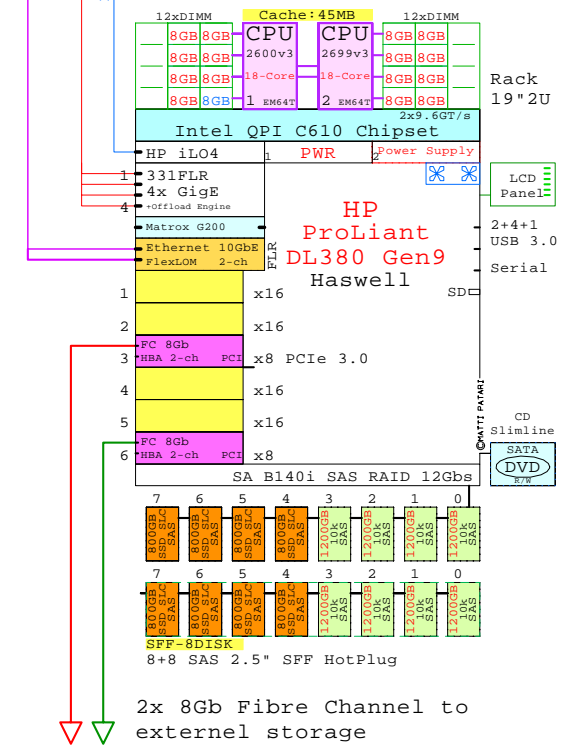 12xDIMM Cache:45MB 12xDIMM
8GB 8GB CPU CPU 8GB 8GB
8GB 8GB 2600v3 2699v3 8GB 8GB
8GB 8GB 18-Core 18-Core 8GB 8GB
8GB 8GB 1 EM64T 2 EM64T 8GB 8GB
Rack
19"2U
2x9.6GT/s
Intel QPI C610 Chipset
HP iLO4 1 PWR 2 Power Supply
1 331FLR
4x GigE
4 +Offload Engine
LCD
Panel
Matrox G200
Ethernet 10GbE
FlexLOM 2-ch
FLR
HP
ProLiant
DL380 Gen9
Haswell
2+4+1
USB 3.0
Serial
SD
1 x16
2 x16
FC 8Gb
3 HBA 2-ch PCI x8 PCIe 3.0
4 x16
5 x16
FC 8Gb
6 HBA 2-ch PCI x8
©MATTI PATARI
CD
Slimline
SATA
DVD
R/W
SA B140i SAS RAID 12Gbs
7 6 5 4 3 2 1 0
800GB SSD SLC SAS
800GB SSD SLC SAS
800GB SSD SLC SAS
800GB SSD SLC SAS
1200GB 10k SAS
1200GB 10k SAS
1200GB 10k SAS
1200GB 10k SAS
7 6 5 4 3 2 1 0
800GB SSD SLC SAS
800GB SSD SLC SAS
800GB SSD SLC SAS
800GB SSD SLC SAS
1200GB 10k SAS
1200GB 10k SAS
1200GB 10k SAS
1200GB 10k SAS
SFF-8DISK
8+8 SAS 2.5" SFF HotPlug
2x 8Gb Fibre Channel to
external storage